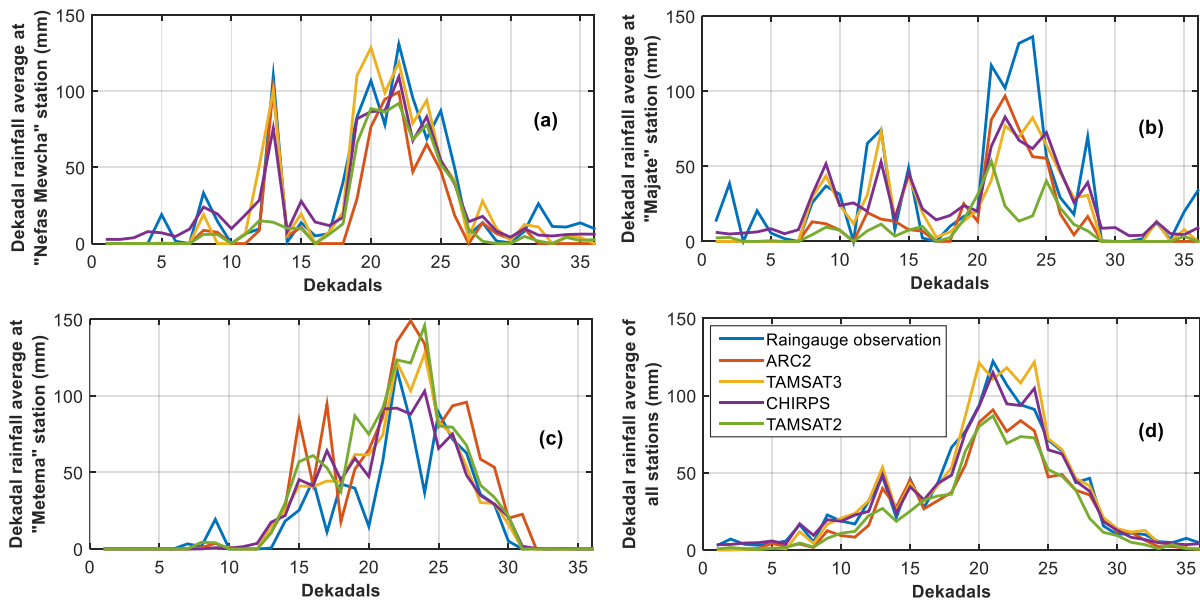 Dekadal rainfall average at
"Nefas Mewcha" station (mm)
150
100
50
0
(a)
0 5 10 15 20 25 30 35
Dekadals
Dekadal rainfall average at
"Majate" station (mm)
150
100
50
0
(b)
0 5 10 15 20 25 30 35
Dekadals
Dekadal rainfall average at
"Metema" station (mm)
150
100
50
0
(c)
0 5 10 15 20 25 30 35
Dekadals
Dekadal rainfall average of
all stations (mm)
150
100
50
0
Raingauge observation
ARC2
TAMSAT3
CHIRPS
TAMSAT2
(d)
0 5 10 15 20 25 30 35
Dekadals